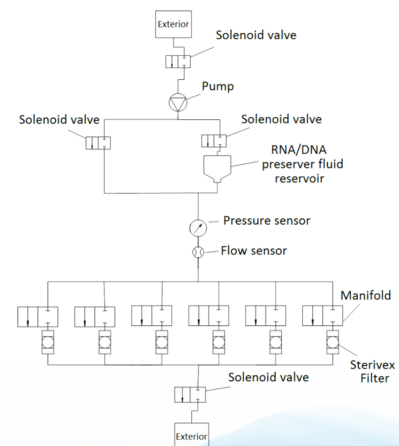 Exterior
Solenoid valve
Pump
Solenoid valve
Solenoid valve
RNA/DNA
preserver fluid
reservoir
Pressure sensor
Flow sensor
Manifold
Sterivex
Filter
Solenoid valve
Exterior